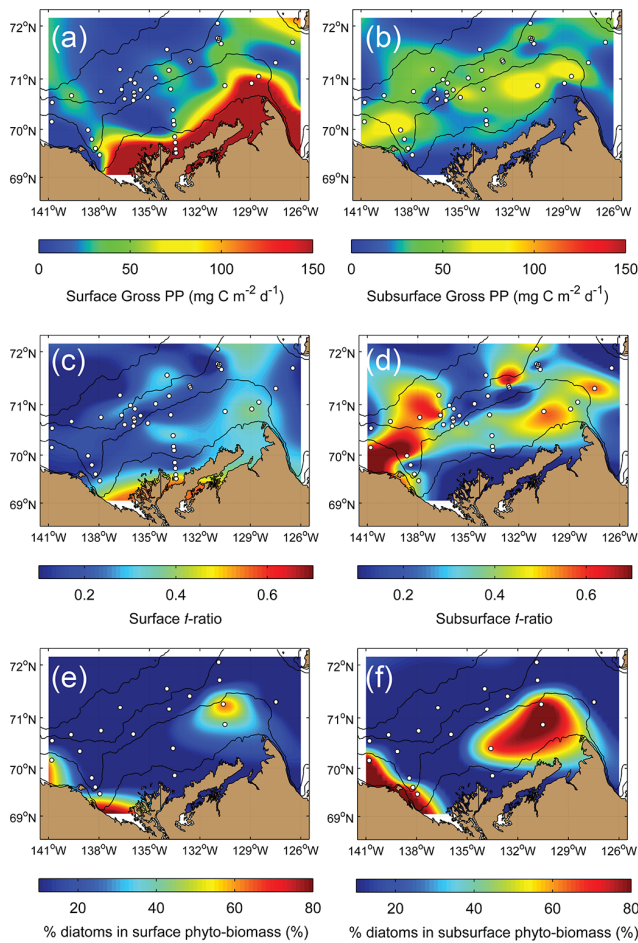 (a)
(b)
72°N
71°N
70°N
69°N
72°N
71°N
70°N
69°N
141°W 138°W 135°W 132°W 129°W 126°W
141°W 138°W 135°W 132°W 129°W 126°W
0 50 100 150
0 50 100 150
Surface Gross PP (mg C m⁻² d⁻¹)
Subsurface Gross PP (mg C m⁻² d⁻¹)
(c)
(d)
72°N
71°N
70°N
69°N
72°N
71°N
70°N
69°N
141°W 138°W 135°W 132°W 129°W 126°W
141°W 138°W 135°W 132°W 129°W 126°W
0.2 0.4 0.6
0.2 0.4 0.6
Surface f-ratio
Subsurface f-ratio
(e)
(f)
72°N
71°N
70°N
69°N
72°N
71°N
70°N
69°N
141°W 138°W 135°W 132°W 129°W 126°W
141°W 138°W 135°W 132°W 129°W 126°W
20 40 60 80
20 40 60 80
% diatoms in surface phyto-biomass (%)
% diatoms in subsurface phyto-biomass (%)